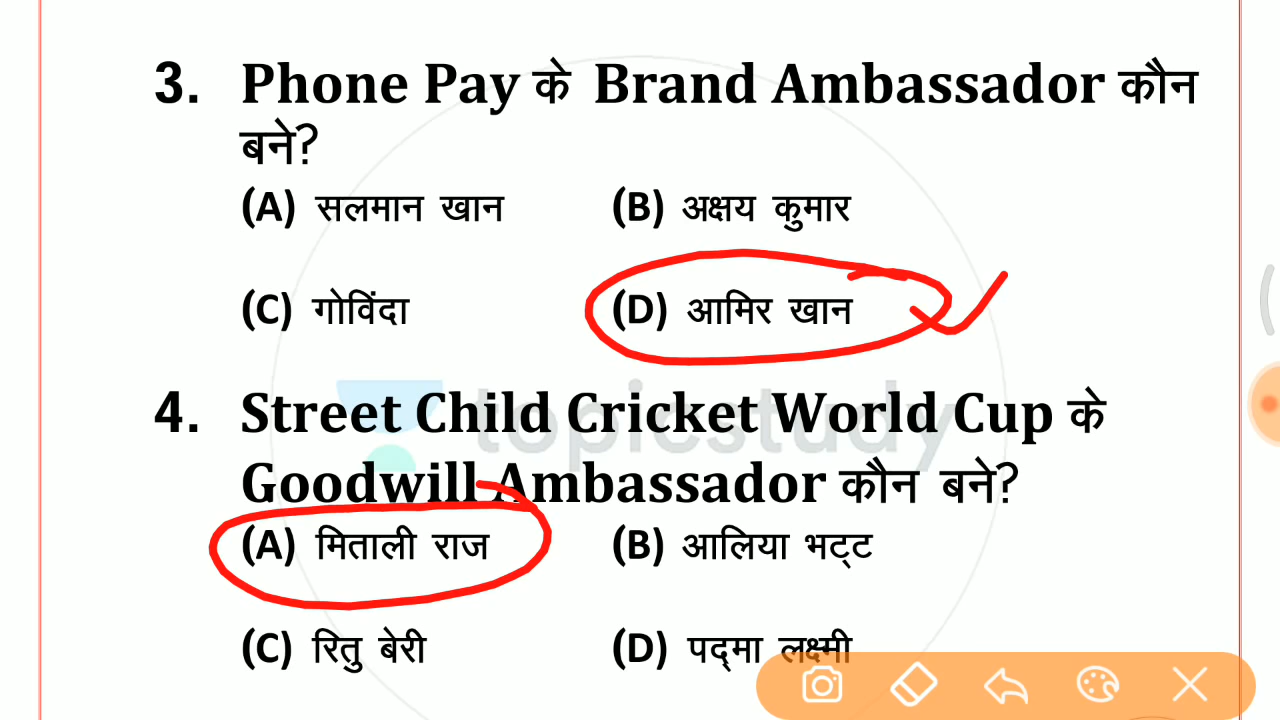 3. Phone Pay के Brand Ambassador कौन
बने?
(A) सलमान खान (B) अक्षय कुमार
(C) गोविंदा (D) आमिर खान
topicstudy
4. Street Child Cricket World Cup के
Goodwill Ambassador कौन बने?
(A) मिताली राज (B) आलिया भट्ट
(C) रितु बेरी (D) पद्मा लक्ष्मी